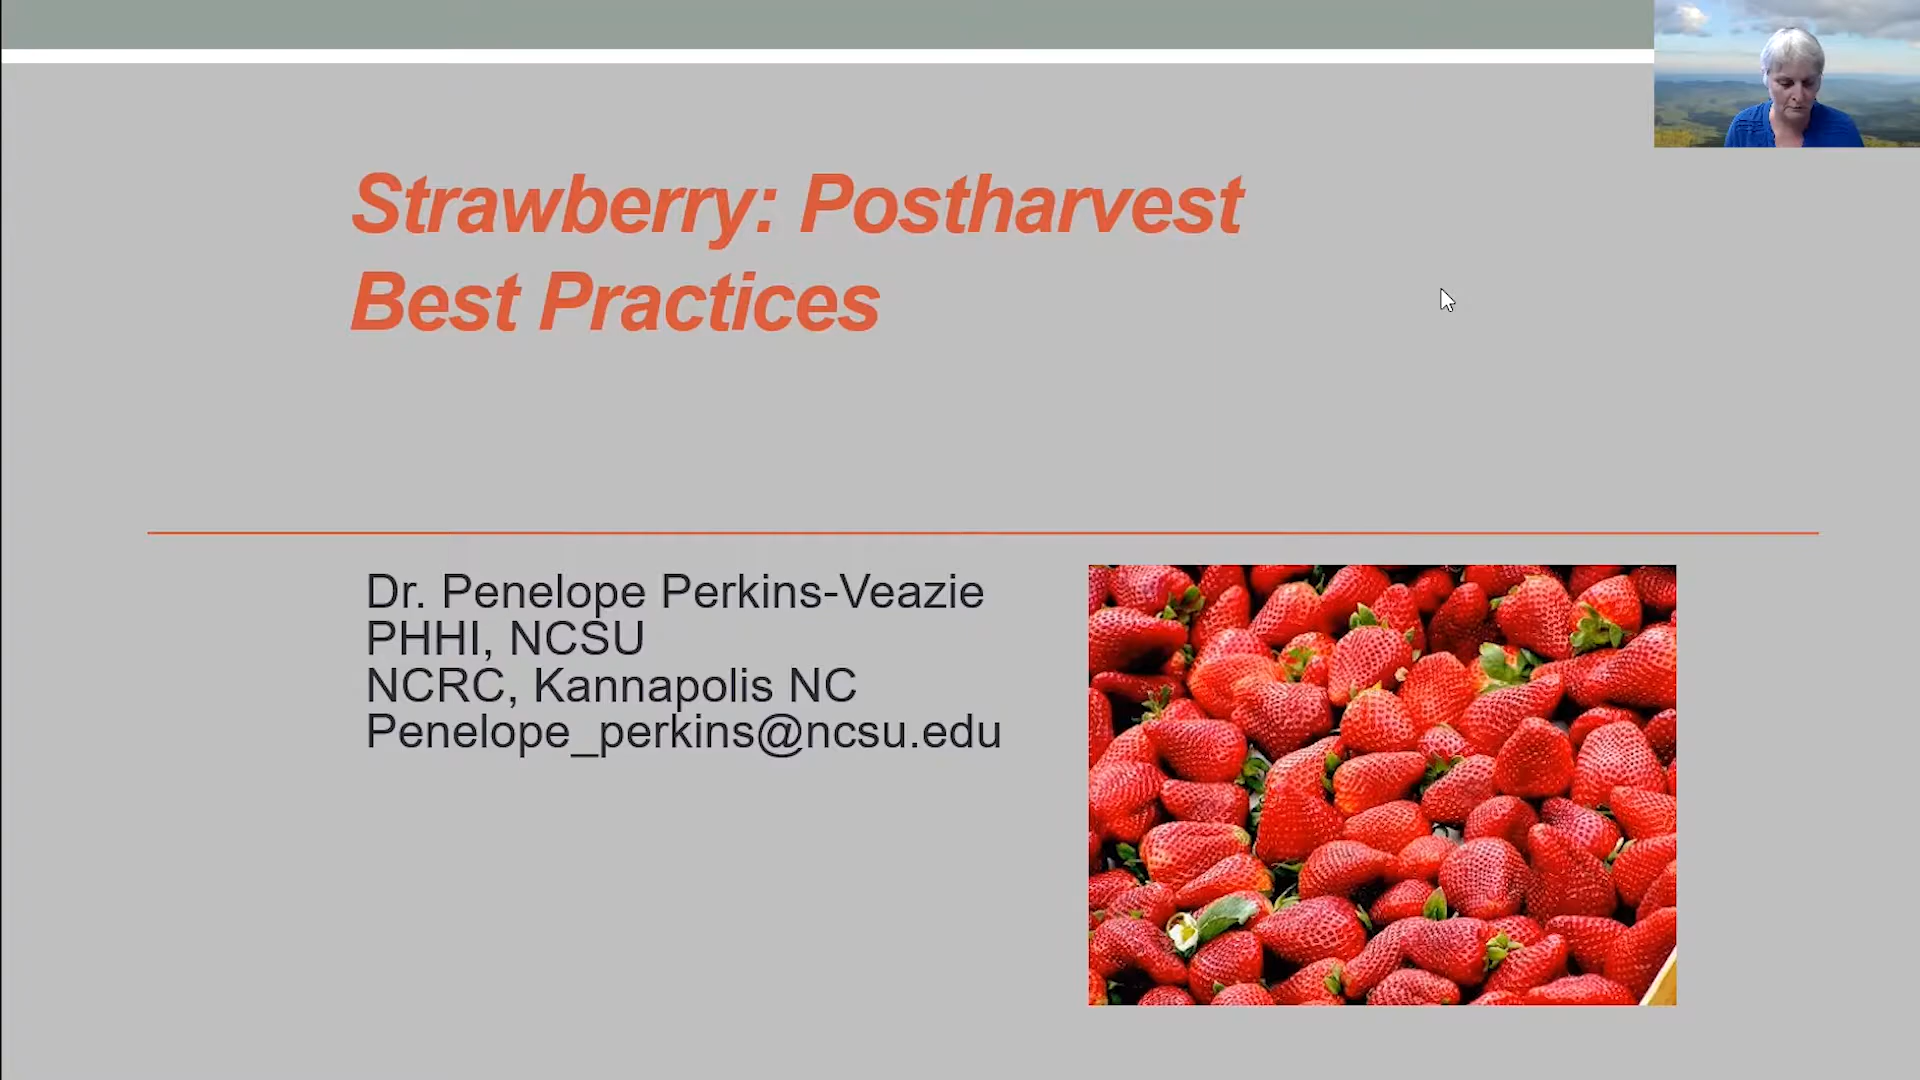 Strawberry: Postharvest
Best Practices
Dr. Penelope Perkins-Veazie
PHHI, NCSU
NCRC, Kannapolis NC
Penelope_perkins@ncsu.edu